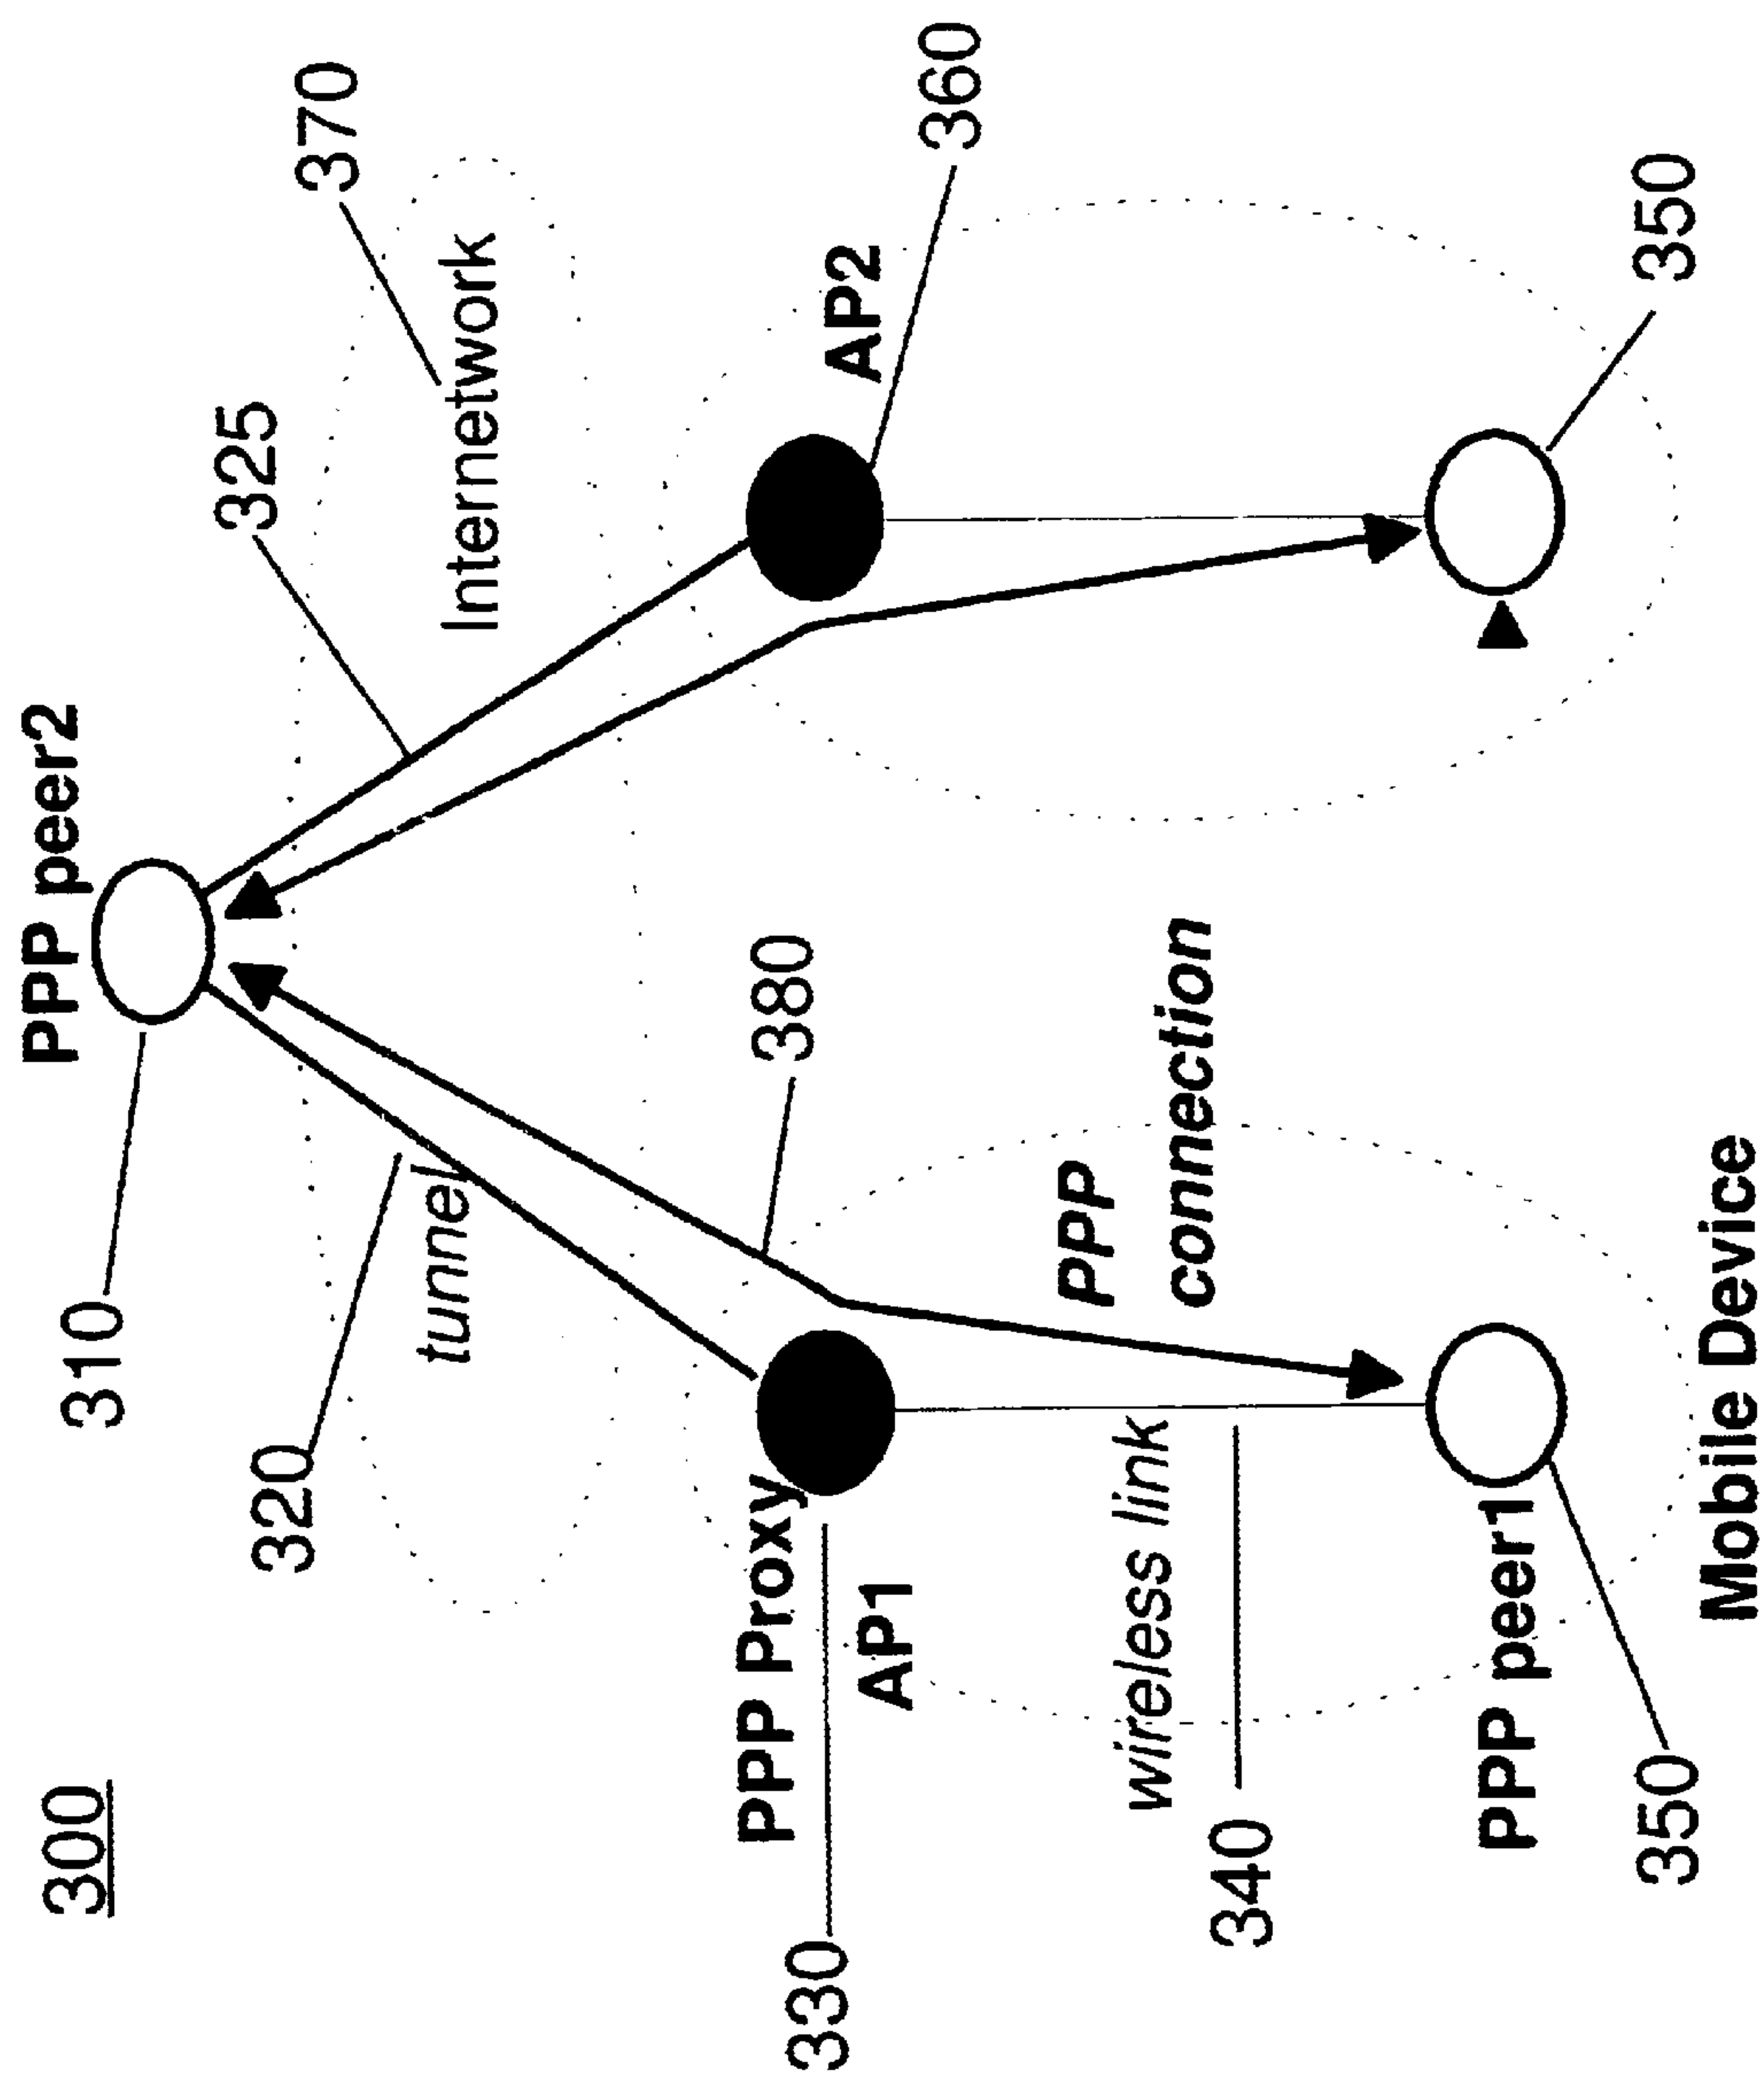 300
PPP peer2
310
325
370
320
tunnel
Internetwork
380
PPP Proxy
AP1
AP2
330
360
PPP
connection
wireless link
340
PPP peer1
350
350
Mobile Device